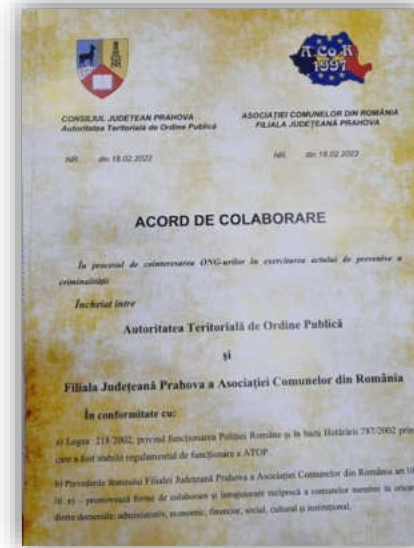 A.Co.R
1997
CONSILIUL JUDEȚEAN PRAHOVA
Autoritatea Teritorială de Ordine Publică
ASOCIAȚIEI COMUNELOR DIN ROMÂNIA
FILIALA JUDEȚEANĂ PRAHOVA
NR. din 18.02.2022
NR. din 18.02.2022
ACORD DE COLABORARE
În procesul de cointeresarea ONG-urilor în exercitarea actului de prevenire a
criminalității
Încheiat între
Autoritatea Teritorială de Ordine Publică
și
Filiala Județeană Prahova a Asociației Comunelor din România
În conformitate cu:
a) Legea 218/2002, privind funcționarea Poliției Române și în baza Hotărârii 787/2002 prin
care a fost stabilit regulamentul de funcționare a ATOP.
b) Prevederile Statutului Filialei Județeană Prahova a Asociației Comunelor din România art.10
lit. a) – promovează forme de colaborare și întrajutorare reciprocă a comunelor membre în oricare
dintre domeniile: administrativ, economic, financiar, social, cultural și instituțional,